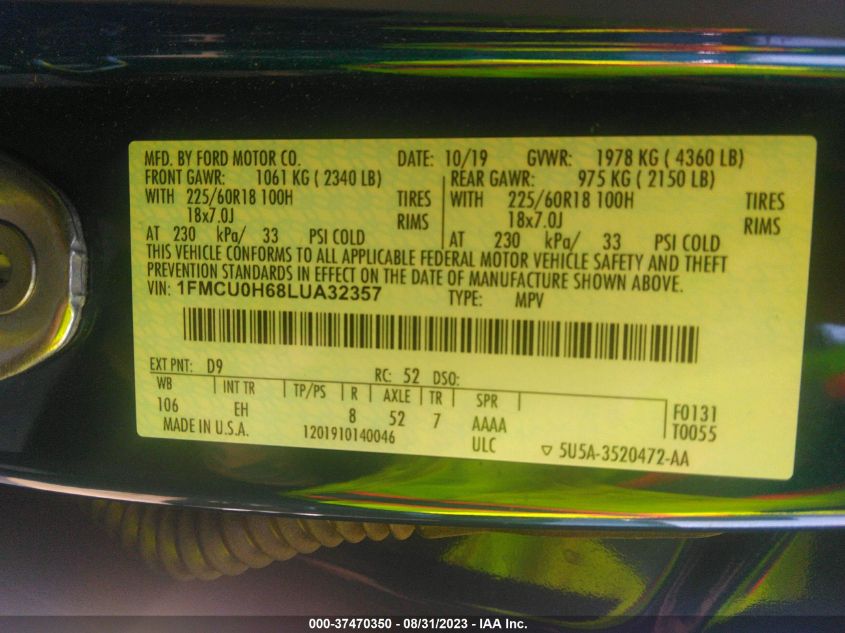 MFD. BY FORD MOTOR CO. DATE: 10/19 GVWR: 1978 KG ( 4360 LB)
FRONT GAWR: 1061 KG ( 2340 LB) REAR GAWR: 975 KG ( 2150 LB)
WITH 225/60R18 100H TIRES WITH 225/60R18 100H TIRES
18x7.0J RIMS 18x7.0J RIMS
AT 230 kPa/ 33 PSI COLD AT 230 kPa/ 33 PSI COLD
THIS VEHICLE CONFORMS TO ALL APPLICABLE FEDERAL MOTOR VEHICLE SAFETY AND THEFT
PREVENTION STANDARDS IN EFFECT ON THE DATE OF MANUFACTURE SHOWN ABOVE.
VIN: 1FMCU0H68LUA32357 TYPE: MPV
EXT PNT: D9 RC: 52 DSO:
WB INT TR TP/PS R AXLE TR SPR
106 EH 8 52 7 AAAA F0131
MADE IN U.S.A. 1201910140046 ULC T0055
▽ 5U5A-3520472-AA
000-37470350 - 08/31/2023 - IAA Inc.